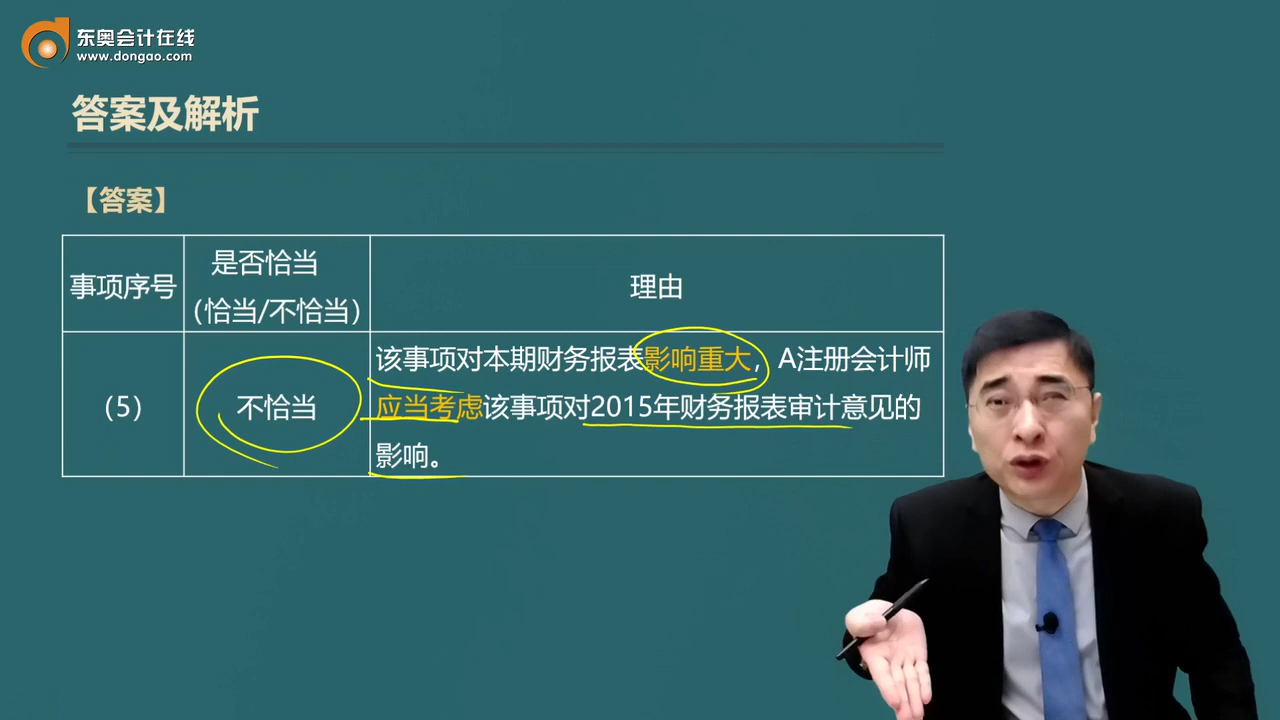 东奥会计在线
www.dongao.com
答案及解析
【答案】
事项序号
是否恰当
（恰当/不恰当）
理由
（5）
不恰当
该事项对本期财务报表影响重大，A注册会计师
应当考虑该事项对2015年财务报表审计意见的
影响。